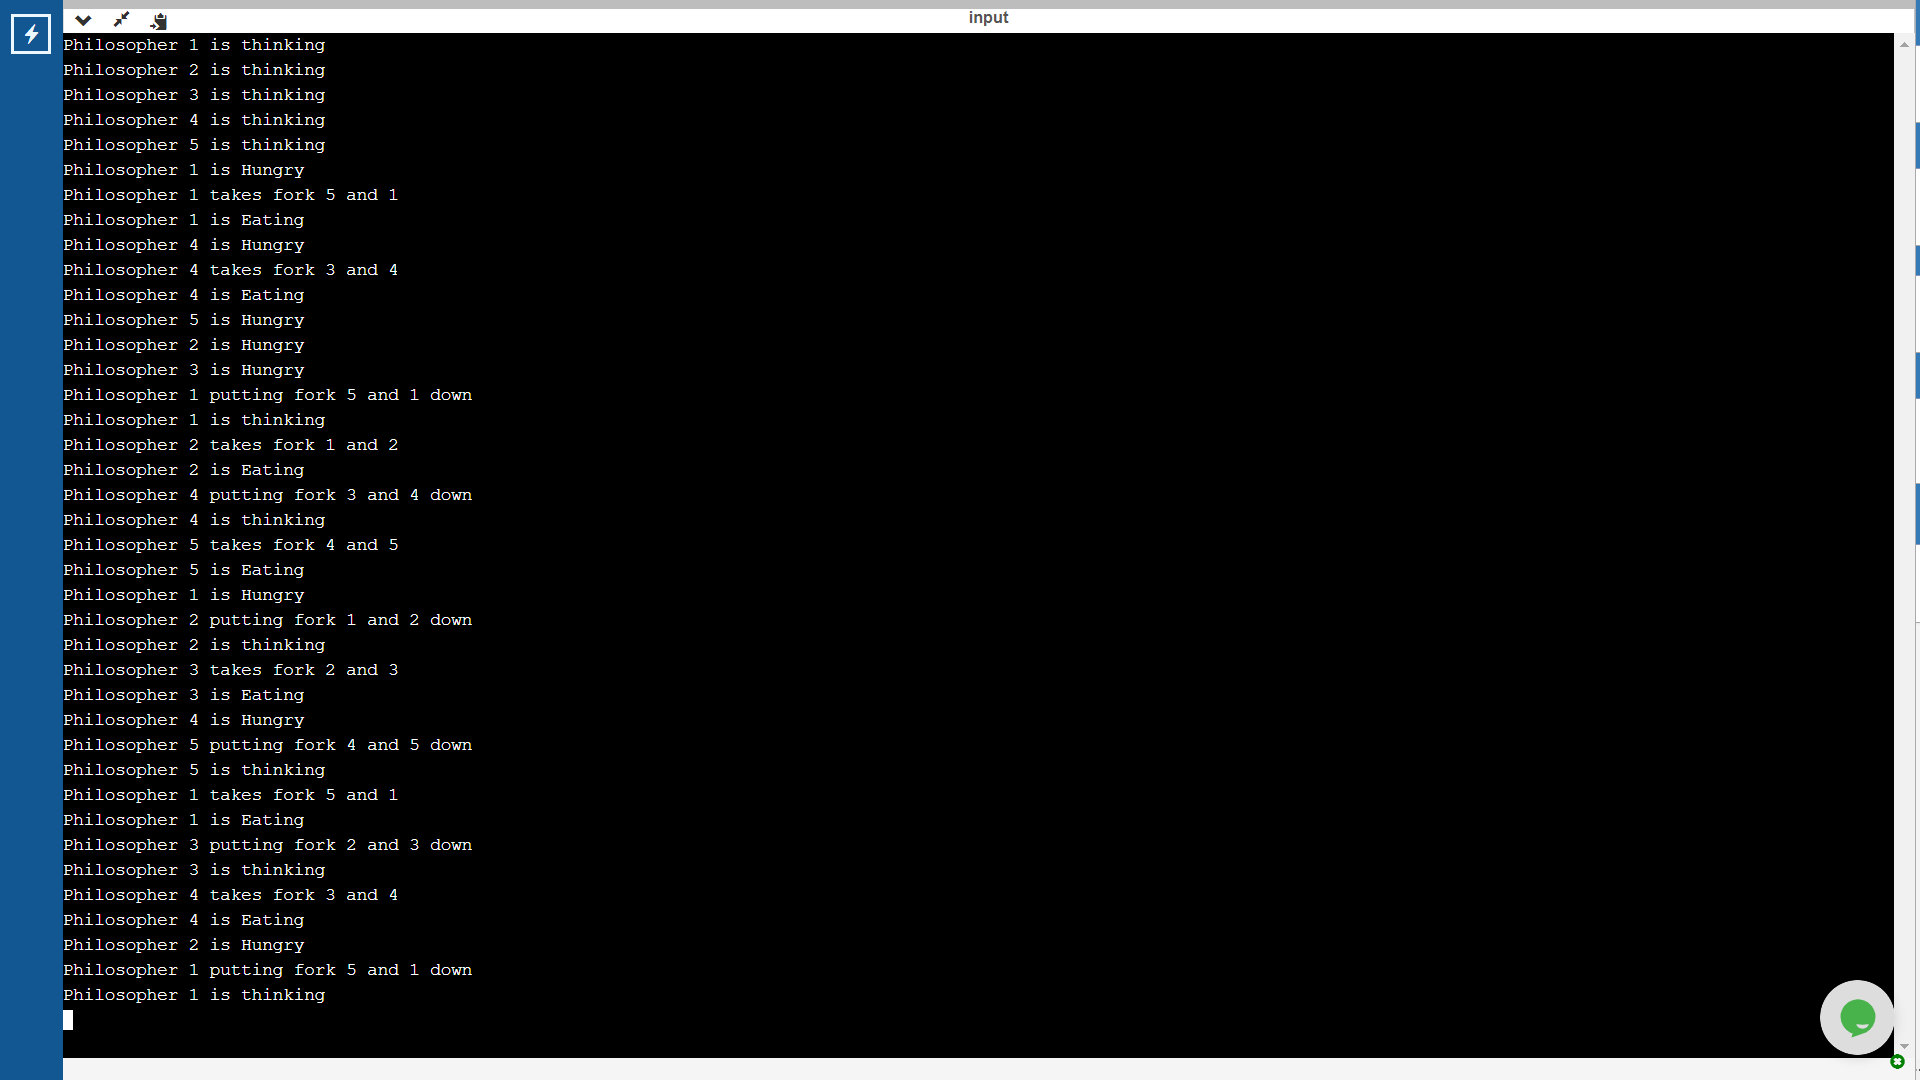 input
Philosopher 1 is thinking
Philosopher 2 is thinking
Philosopher 3 is thinking
Philosopher 4 is thinking
Philosopher 5 is thinking
Philosopher 1 is Hungry
Philosopher 1 takes fork 5 and 1
Philosopher 1 is Eating
Philosopher 4 is Hungry
Philosopher 4 takes fork 3 and 4
Philosopher 4 is Eating
Philosopher 5 is Hungry
Philosopher 2 is Hungry
Philosopher 3 is Hungry
Philosopher 1 putting fork 5 and 1 down
Philosopher 1 is thinking
Philosopher 2 takes fork 1 and 2
Philosopher 2 is Eating
Philosopher 4 putting fork 3 and 4 down
Philosopher 4 is thinking
Philosopher 5 takes fork 4 and 5
Philosopher 5 is Eating
Philosopher 1 is Hungry
Philosopher 2 putting fork 1 and 2 down
Philosopher 2 is thinking
Philosopher 3 takes fork 2 and 3
Philosopher 3 is Eating
Philosopher 4 is Hungry
Philosopher 5 putting fork 4 and 5 down
Philosopher 5 is thinking
Philosopher 1 takes fork 5 and 1
Philosopher 1 is Eating
Philosopher 3 putting fork 2 and 3 down
Philosopher 3 is thinking
Philosopher 4 takes fork 3 and 4
Philosopher 4 is Eating
Philosopher 2 is Hungry
Philosopher 1 putting fork 5 and 1 down
Philosopher 1 is thinking